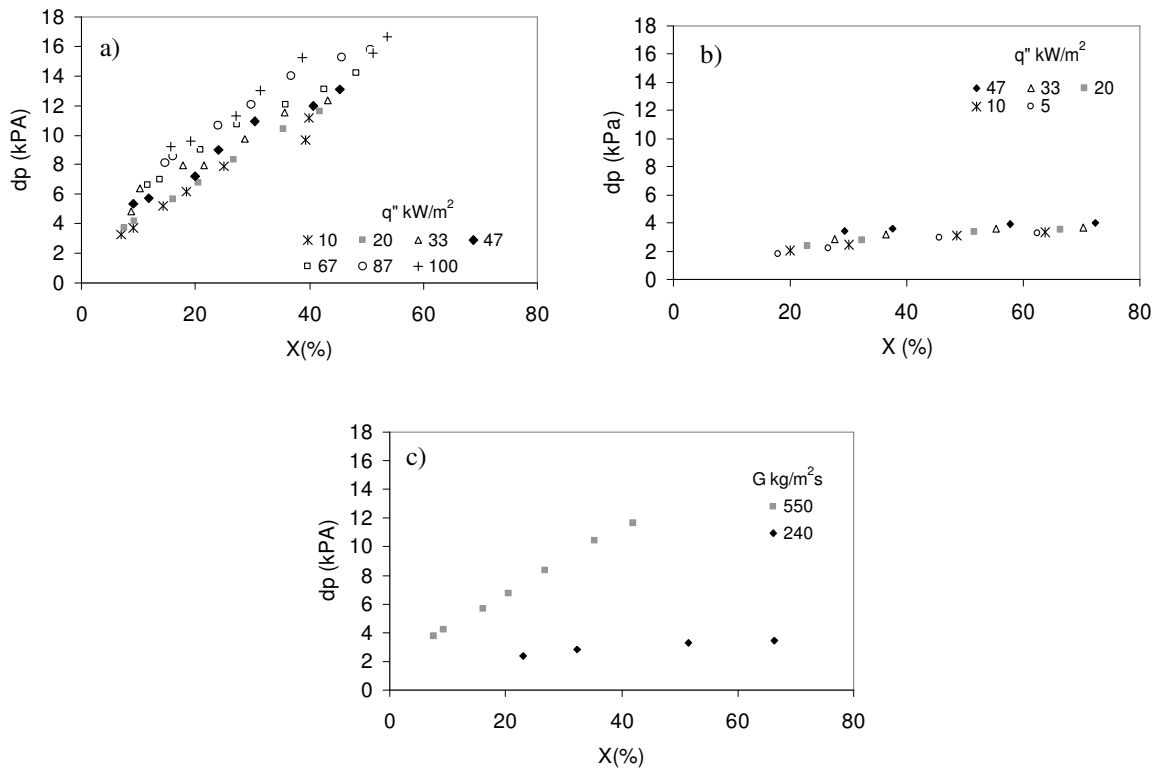 a)
18
16
14
12
10
8
6
4
2
0
dp (kPA)
q" kW/m²
10 20 33 47
67 87 100
0 20 40 60 80
X(%)
b)
18
16
14
12
10
8
6
4
2
0
dp (kPa)
q" kW/m²
47 33 20
10 5
0 20 40 60 80
X (%)
c)
18
16
14
12
10
8
6
4
2
0
dp (kPA)
G kg/m²s
550
240
0 20 40 60 80
X(%)